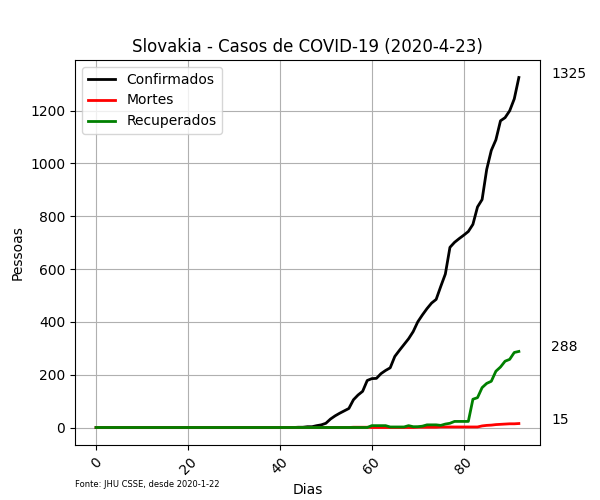 Slovakia - Casos de COVID-19 (2020-4-23)
Confirmados
Mortes
Recuperados
1325
288
15
Pessoas
1200
1000
800
600
400
200
0
0
20
40
60
80
Fonte: JHU CSSE, desde 2020-1-22
Dias